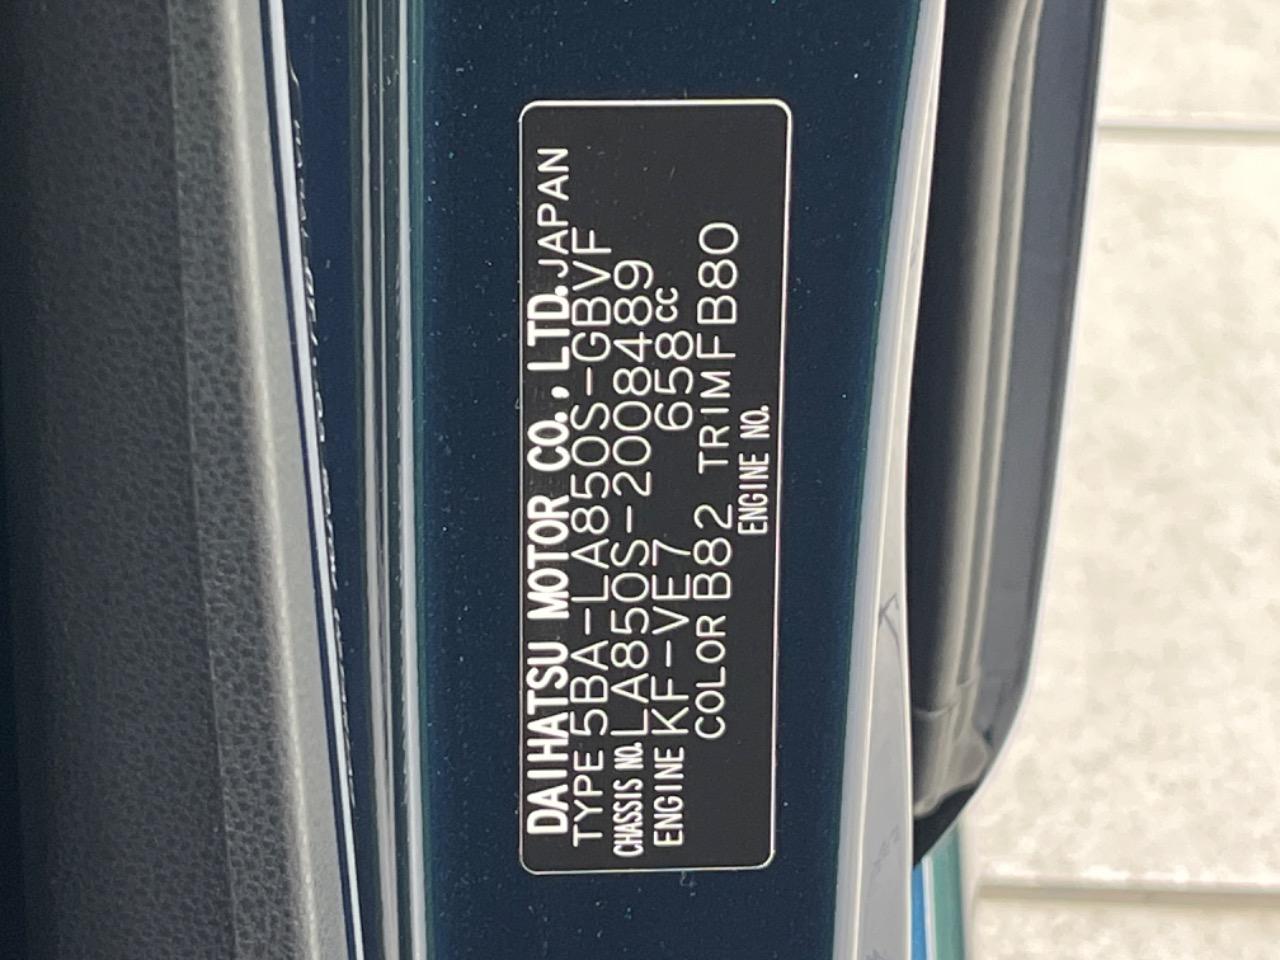 DAIHATSU MOTOR CO., LTD. JAPAN
TYPE 5BA-LA850S-GBVF
CHASSIS NO. LA850S-2008489
ENGINE KF-VE7 658cc
COLOR B82 TRIM FB80
ENGINE NO.